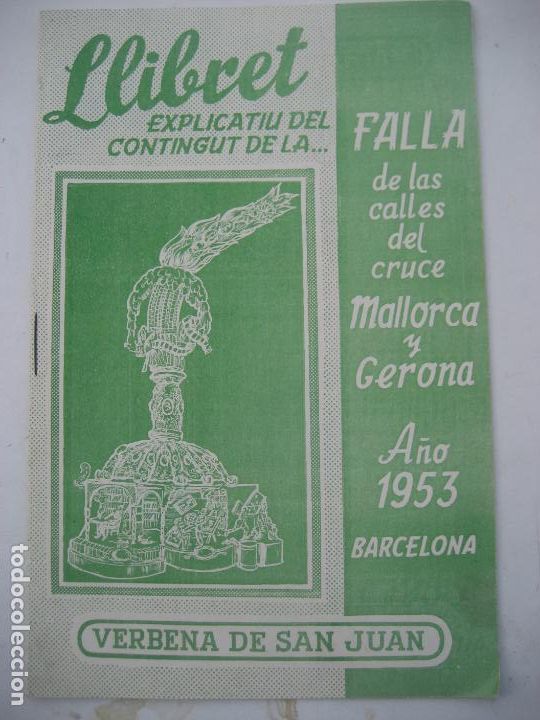 Llibret
EXPLICATIU DEL
CONTINGUT DE LA...
FALLA
de las
calles
del
cruce
Mallorca
y
Gerona
Año
1953
BARCELONA
VERBENA DE SAN JUAN
todocoleccion